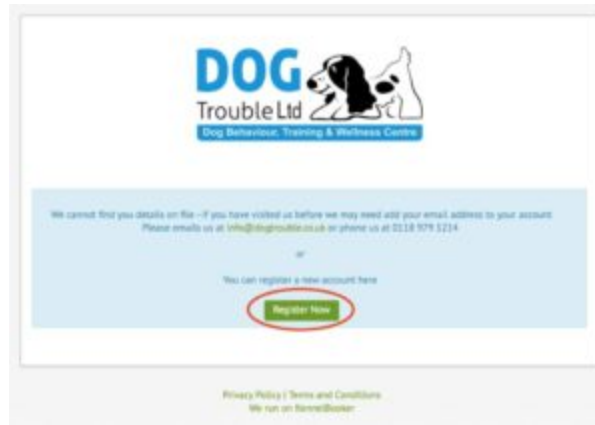 DOG
Trouble Ltd
Dog Behaviour, Training & Wellness Centre
We cannot find you details on file - if you have visited us before we may need add your email address to your account
Please emails us at info@dogtrouble.co.uk or phone us at 0118 979 1214
or
You can register a new account here
Register Now
Privacy Policy | Terms and Conditions
We run on KennelBooker